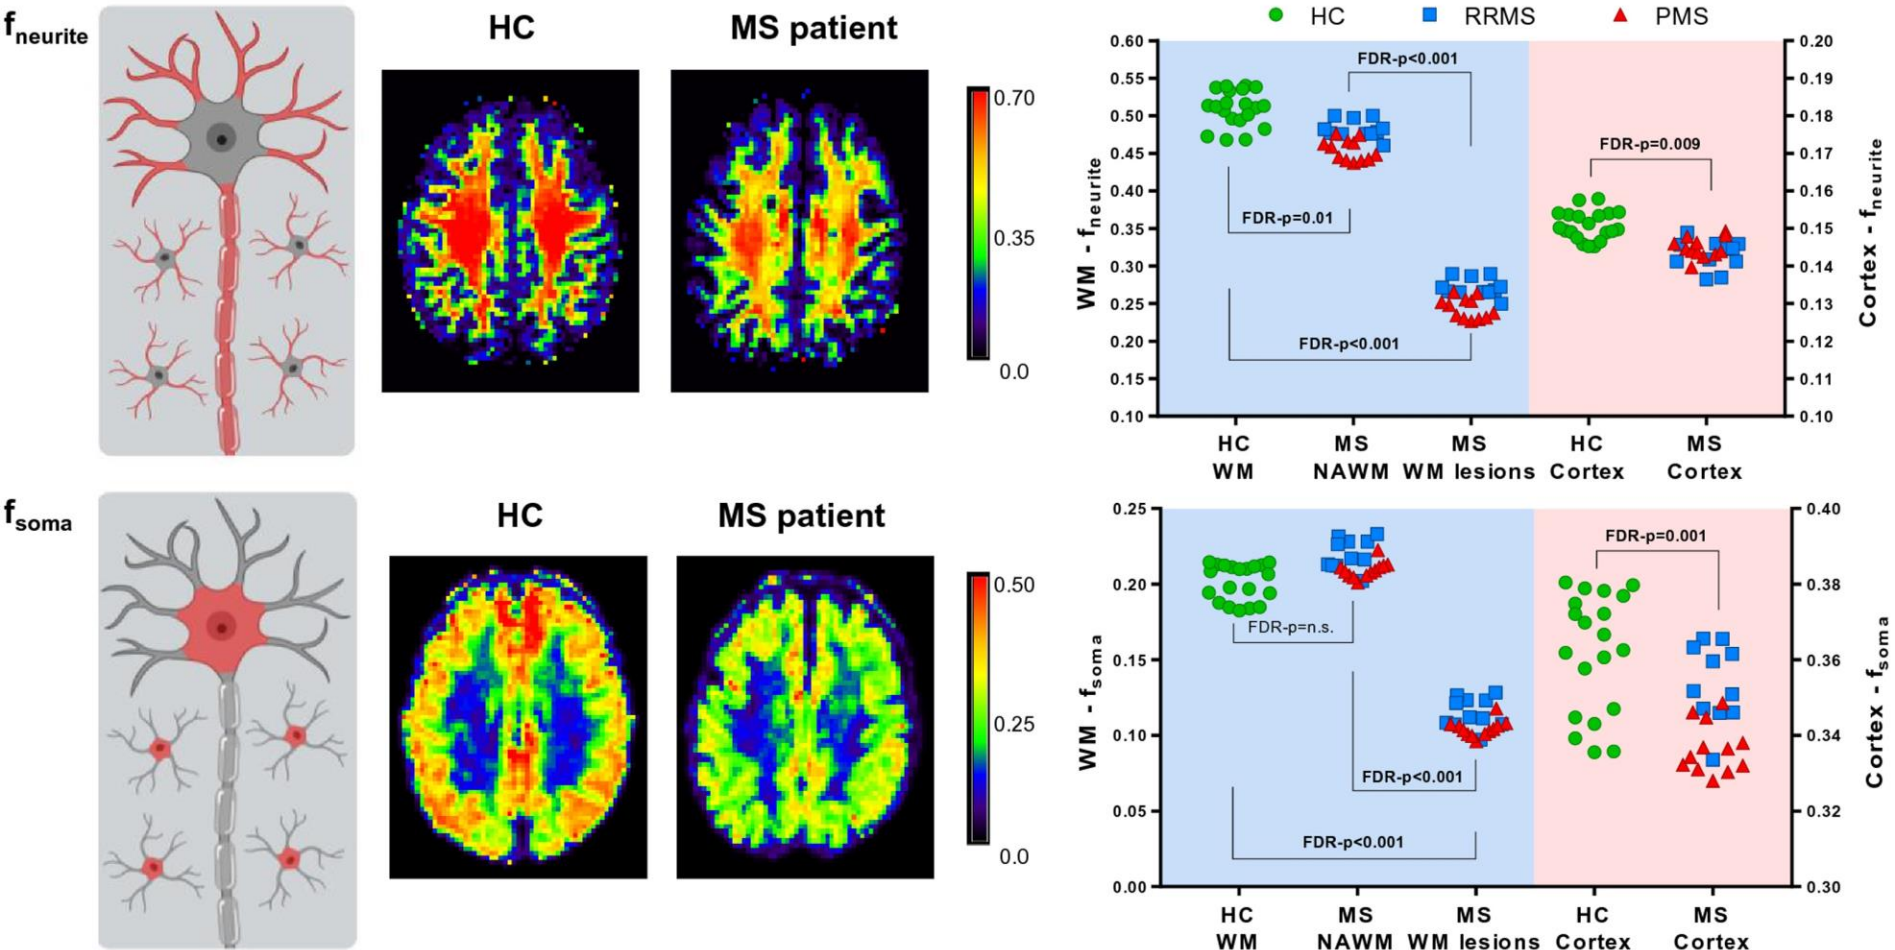 fneurite
HC
MS patient
0.70
0.35
0.0
HC
RRMS
PMS
WM - fneurite
0.60
0.55
0.50
0.45
0.40
0.35
0.30
0.25
0.20
0.15
0.10
FDR-p<0.001
FDR-p=0.01
FDR-p<0.001
FDR-p=0.009
0.20
0.19
0.18
0.17
0.16
0.15
0.14
0.13
0.12
0.11
0.10
Cortex - fneurite
HC
WM
MS
NAWM
MS
WM lesions
HC
Cortex
MS
Cortex
fsoma
HC
MS patient
0.50
0.25
0.0
WM - fsoma
0.25
0.20
0.15
0.10
0.05
0.00
FDR-p=n.s.
FDR-p<0.001
FDR-p<0.001
FDR-p=0.001
0.40
0.38
0.36
0.34
0.32
0.30
Cortex - fsoma
HC
WM
MS
NAWM
MS
WM lesions
HC
Cortex
MS
Cortex